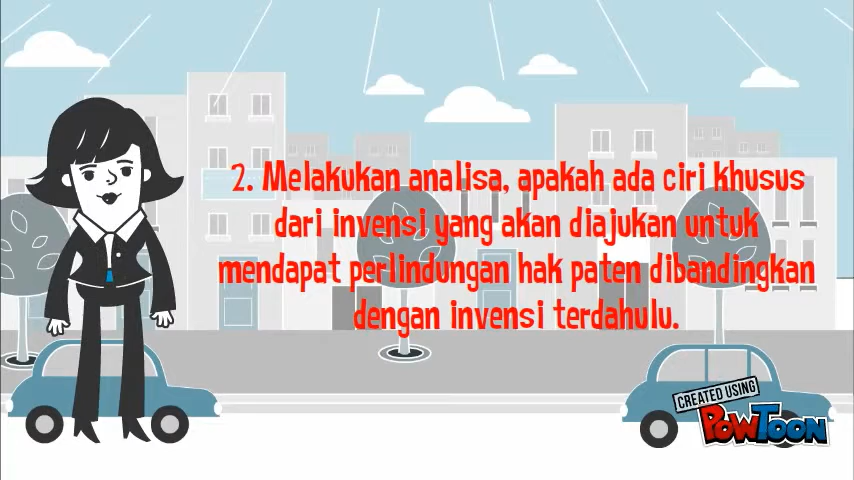 2. Melakukan analisa, apakah ada ciri khusus
dari invensi yang akan diajukan untuk
mendapat perlindungan hak paten dibandingkan
dengan invensi terdahulu.
CREATED USING
POWTOON